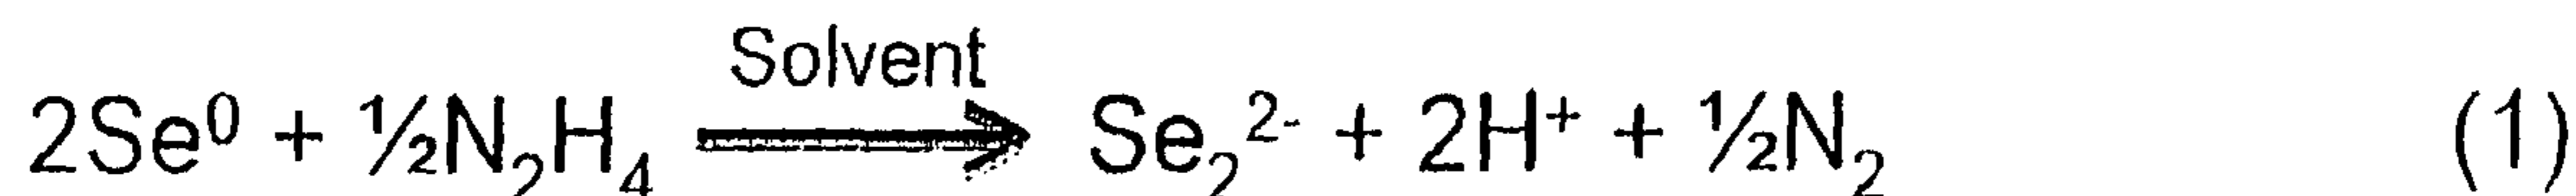 Solvent
2Se⁰ + ½N₂H₄ ⟶ Se₂²⁻ + 2H⁺ + ½N₂ (1)